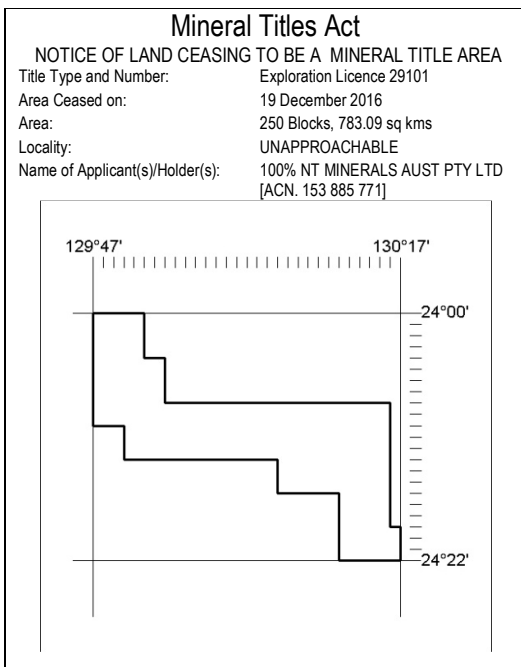 Mineral Titles Act
NOTICE OF LAND CEASING TO BE A MINERAL TITLE AREA
Title Type and Number: Exploration Licence 29101
Area Ceased on: 19 December 2016
Area: 250 Blocks, 783.09 sq kms
Locality: UNAPPROACHABLE
Name of Applicant(s)/Holder(s): 100% NT MINERALS AUST PTY LTD
[ACN. 153 885 771]
129°47' 130°17'
24°00'
24°22'